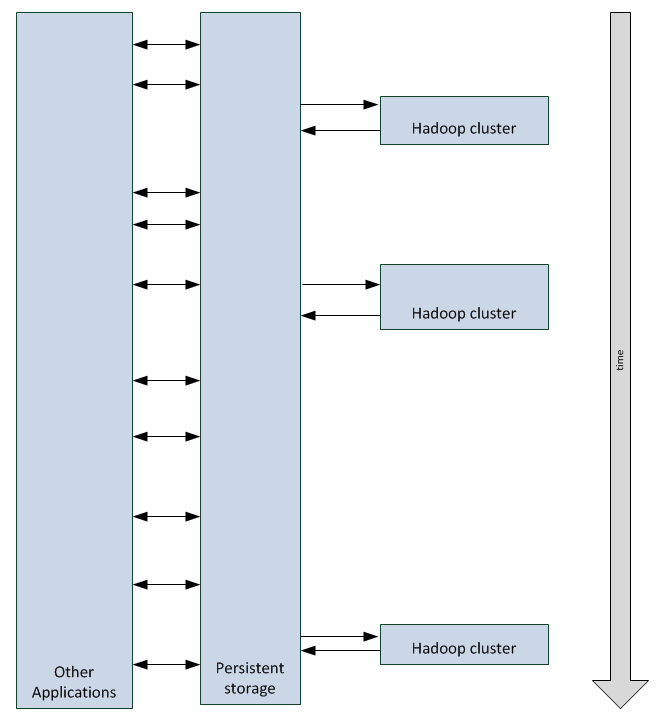 Hadoop cluster
Hadoop cluster
time
Hadoop cluster
Other
Applications
Persistent
storage